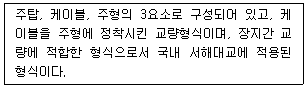 주탑, 케이블, 주형의 3요소로 구성되어 있고, 케
이블을 주형에 정착시킨 교량형식이며, 장지간 교
량에 적합한 형식으로서 국내 서해대교에 적용된
형식이다.